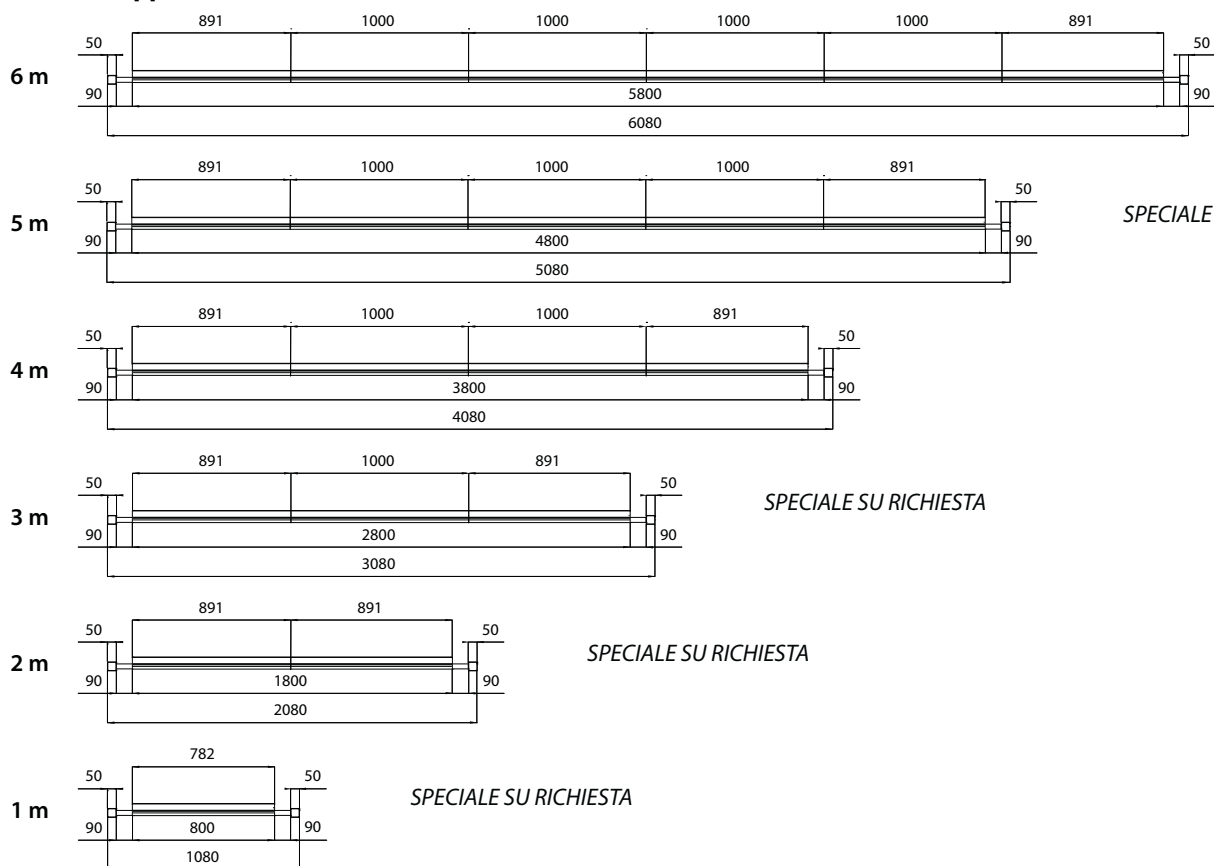 891 1000 1000 1000 1000 891
50 50
6 m
90 5800 90
6080
891 1000 1000 1000 891
50 50
SPECIALE
5 m
90 4800 90
5080
891 1000 1000 891
50 50
4 m
90 3800 90
4080
891 1000 891
50 50
SPECIALE SU RICHIESTA
3 m
90 2800 90
3080
891 891
50 50
SPECIALE SU RICHIESTA
2 m
90 1800 90
2080
782
50 50
SPECIALE SU RICHIESTA
1 m
90 800 90
1080